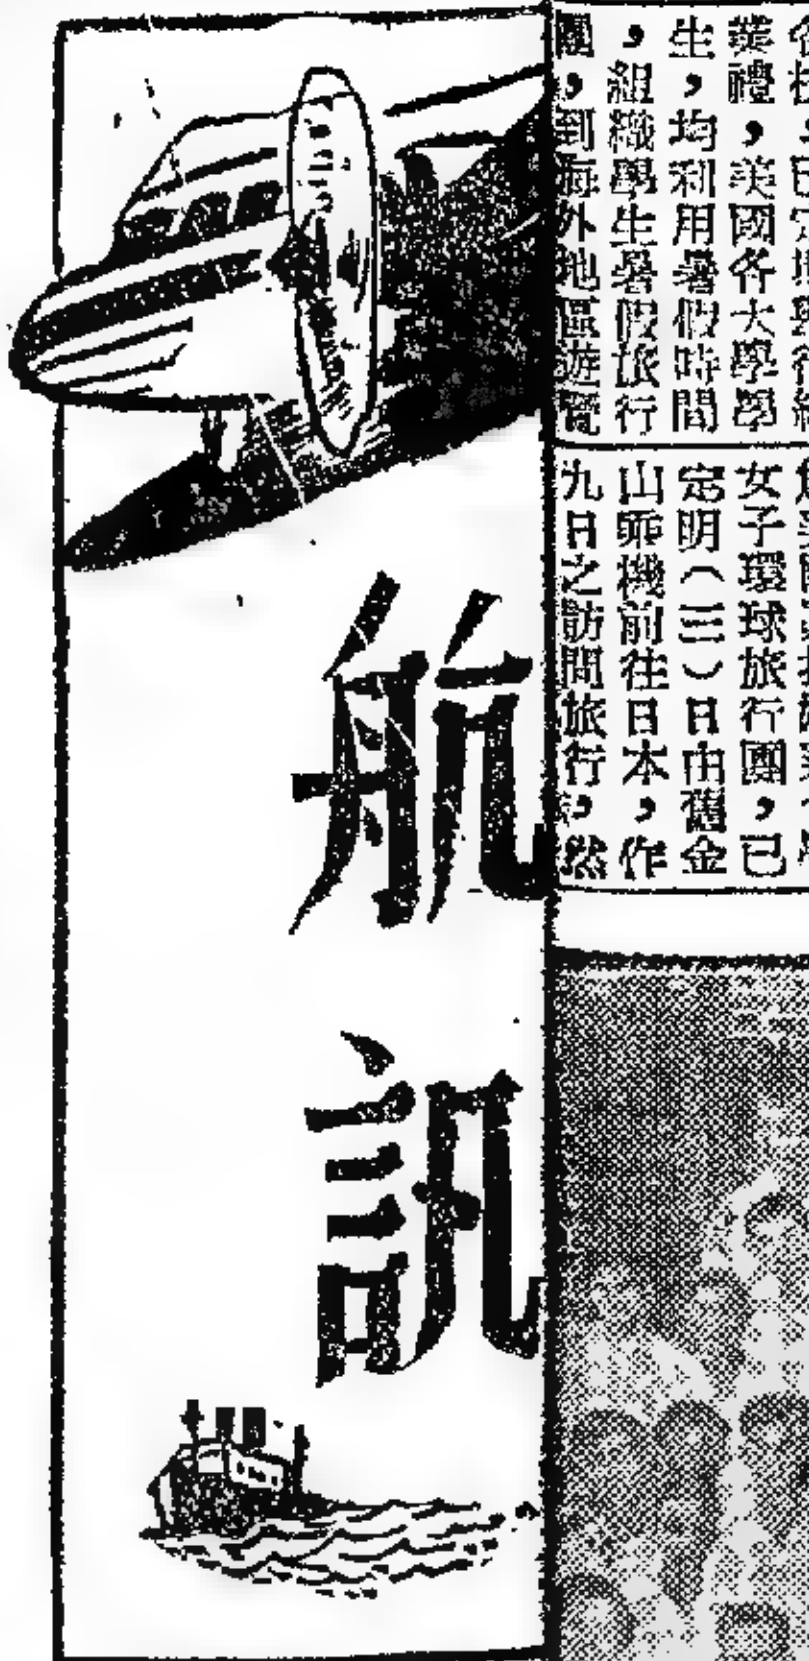 業禮，美國各大學學
生，均利用暑假時間
，組織學生暑假旅行
團，到海外地區遊覽
女子環球旅行團，已
定明（三）日由舊金
山乘機前往日本，作
九日之訪問旅行，然
航訊